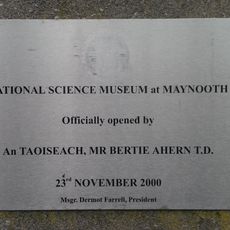 ATIONAL SCIENCE MUSEUM at MAYNOOTH
Officially opened by
An TAOISEACH, MR BERTIE AHERN T.D.
23rd NOVEMBER 2000
Msgr. Dermot Farrell, President